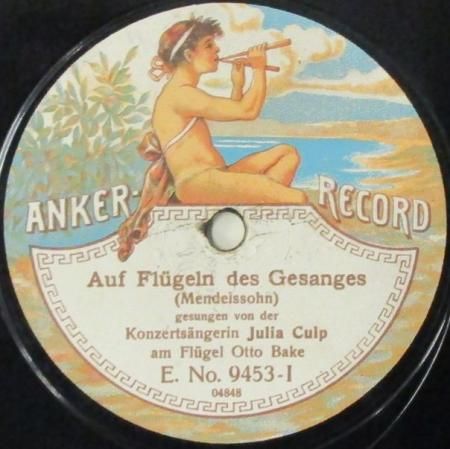 ANKER-RECORD
Auf Flügeln des Gesanges
(Mendelssohn)
gesungen von der
Konzertsängerin Julia Culp
am Flügel Otto Bake
E. No. 9453-I
04848